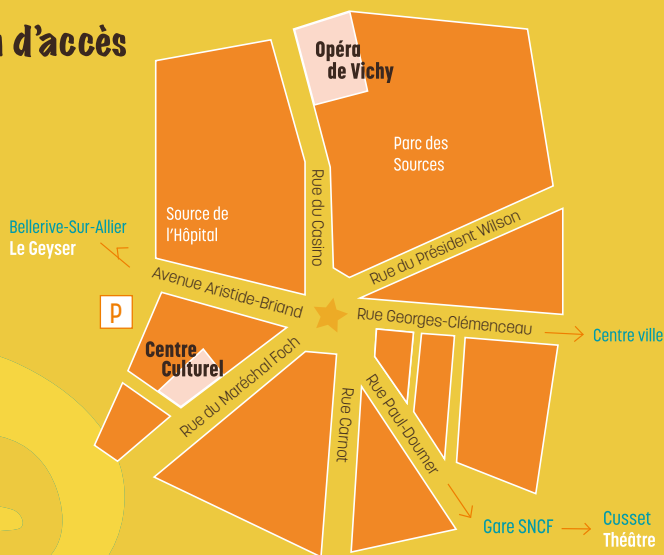 d'accès
Opéra
de Vichy
Parc des
Sources
Rue du Casino
Source de
l'Hôpital
Rue du Président Wilson
Bellerive-Sur-Allier
Le Geyser
Avenue Aristide-Briand
P
Rue Georges-Clémenceau
Centre ville
Centre
Culturel
Rue du Maréchal Foch
Rue Carnot
Rue Paul-Doumer
Gare SNCF
Cusset
Théâtre